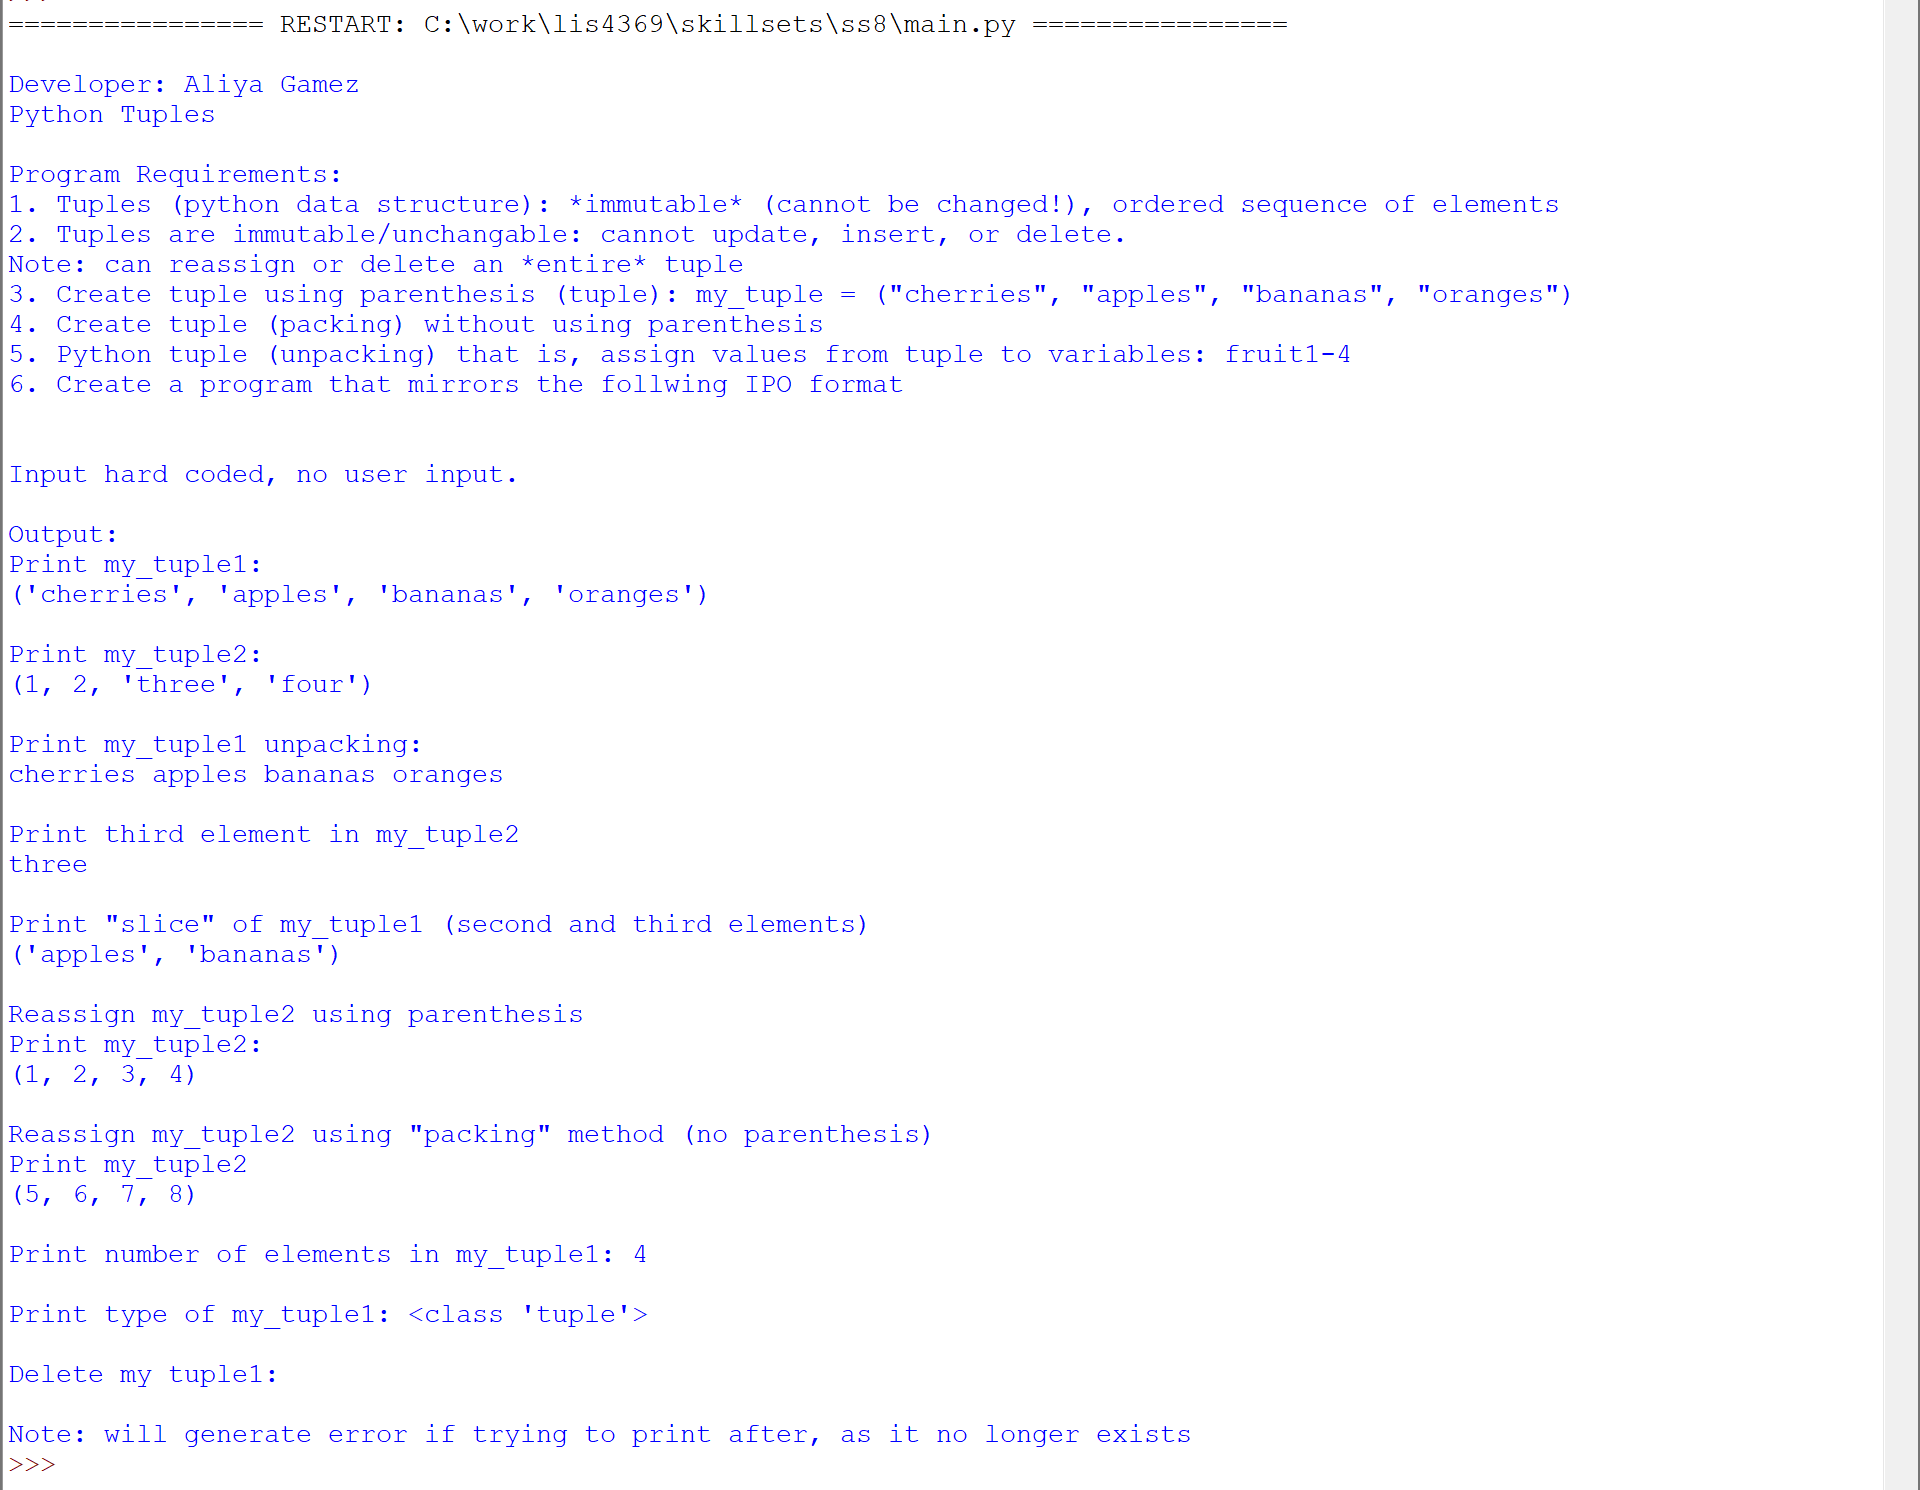 =============== RESTART: C:\work\lis4369\skillsets\ss8\main.py ================
Developer: Aliya Gamez
Python Tuples
Program Requirements:
1. Tuples (python data structure): *immutable* (cannot be changed!), ordered sequence of elements
2. Tuples are immutable/unchangable: cannot update, insert, or delete.
Note: can reassign or delete an *entire* tuple
3. Create tuple using parenthesis (tuple): my_tuple = ("cherries", "apples", "bananas", "oranges")
4. Create tuple (packing) without using parenthesis
5. Python tuple (unpacking) that is, assign values from tuple to variables: fruit1-4
6. Create a program that mirrors the follwing IPO format
Input hard coded, no user input.
Output:
Print my_tuple1:
('cherries', 'apples', 'bananas', 'oranges')
Print my_tuple2:
(1, 2, 'three', 'four')
Print my_tuple1 unpacking:
cherries apples bananas oranges
Print third element in my_tuple2
three
Print "slice" of my_tuple1 (second and third elements)
('apples', 'bananas')
Reassign my_tuple2 using parenthesis
Print my_tuple2:
(1, 2, 3, 4)
Reassign my_tuple2 using "packing" method (no parenthesis)
Print my_tuple2
(5, 6, 7, 8)
Print number of elements in my_tuple1: 4
Print type of my_tuple1: <class 'tuple'>
Delete my tuple1:
Note: will generate error if trying to print after, as it no longer exists
>>>